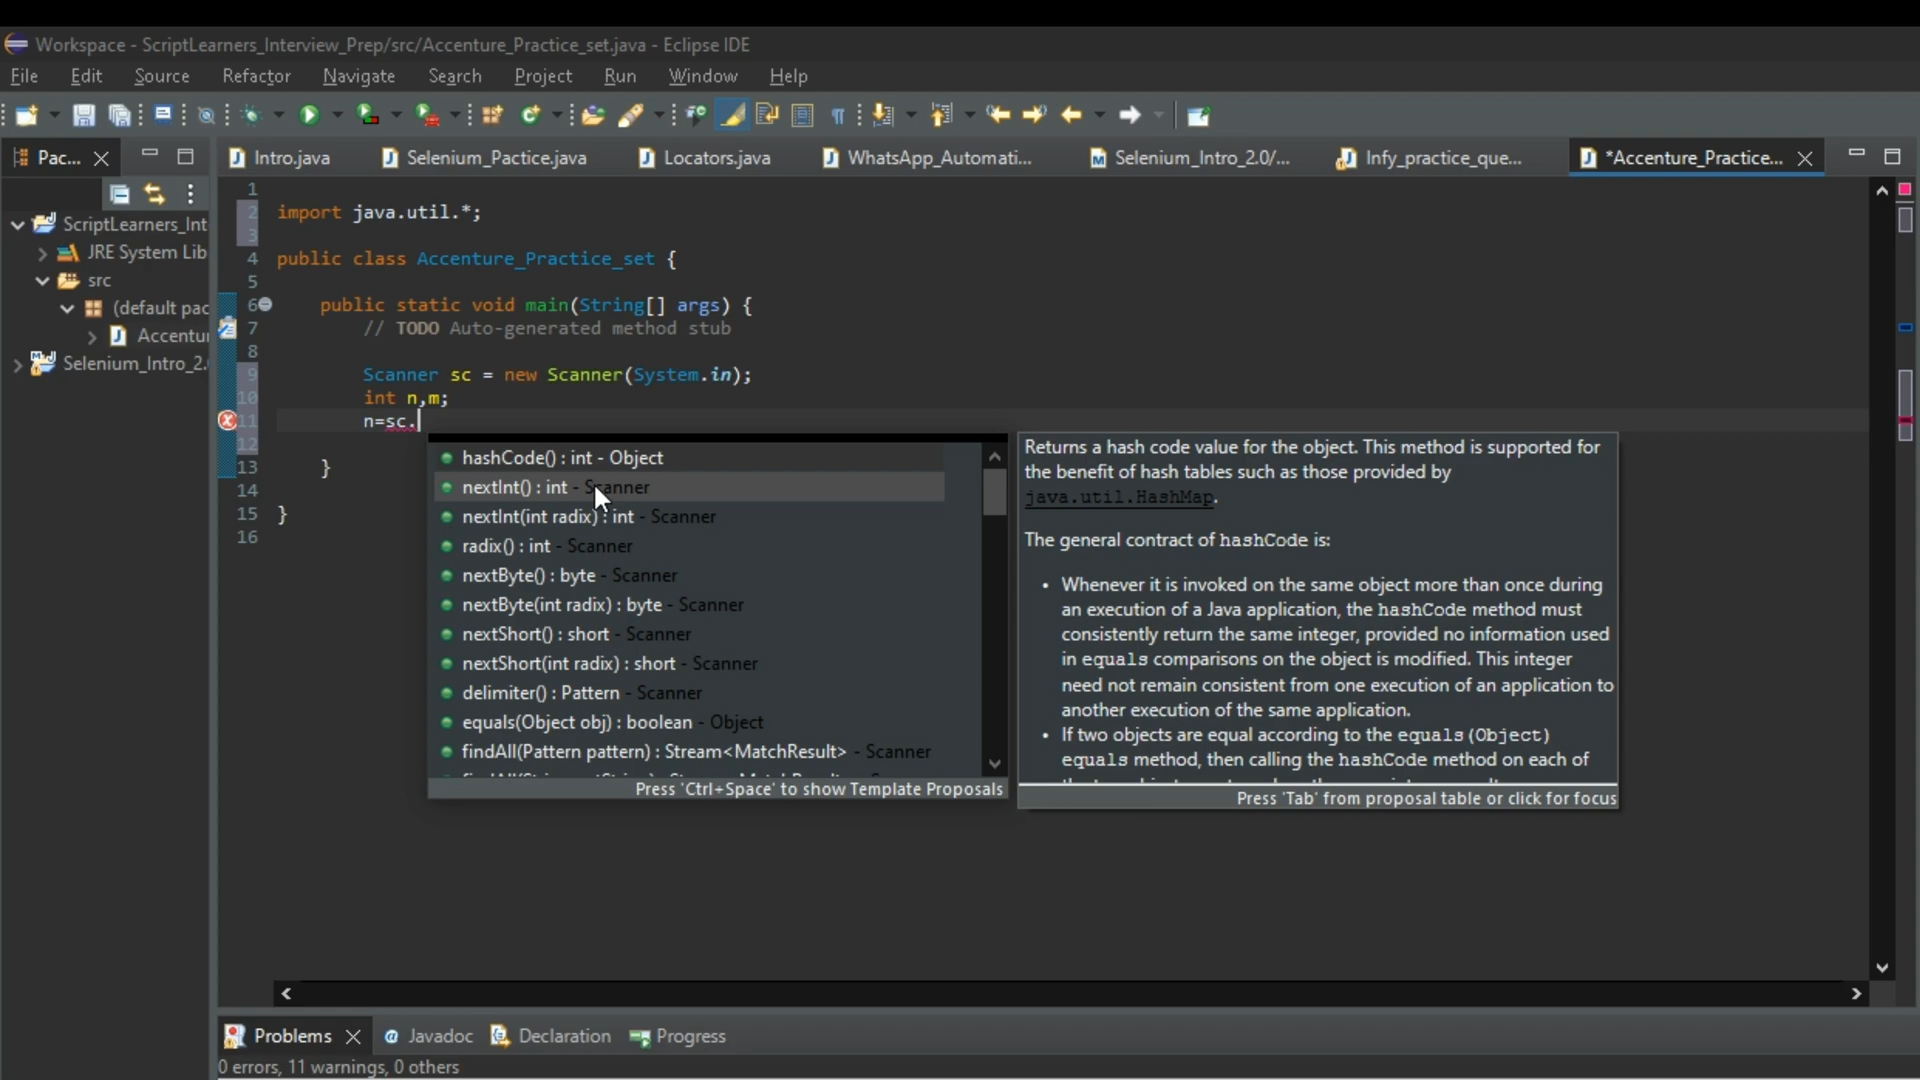 Workspace - ScriptLearners_Interview_Prep/src/Accenture_Practice_set.java - Eclipse IDE
File Edit Source Refactor Navigate Search Project Run Window Help
Pac... Intro.java Selenium_Pactice.java Locators.java WhatsApp_Automati... Selenium_Intro_2.0/... Infy_practice_que... *Accenture_Practice...
ScriptLearners_Int
JRE System Lib
src
(default pac
Accentur
Selenium_Intro_2.
1
2 import java.util.*;
3
4 public class Accenture_Practice_set {
5
6 public static void main(String[] args) {
7 // TODO Auto-generated method stub
8
9 Scanner sc = new Scanner(System.in);
10 int n,m;
11 n=sc.
12
13 }
14
15 }
16
hashCode() : int - Object
nextInt() : int - Scanner
nextInt(int radix) : int - Scanner
radix() : int - Scanner
nextByte() : byte - Scanner
nextByte(int radix) : byte - Scanner
nextShort() : short - Scanner
nextShort(int radix) : short - Scanner
delimiter() : Pattern - Scanner
equals(Object obj) : boolean - Object
findAll(Pattern pattern) : Stream<MatchResult> - Scanner
Press 'Ctrl+Space' to show Template Proposals
Returns a hash code value for the object. This method is supported for
the benefit of hash tables such as those provided by
java.util.HashMap.
The general contract of hashCode is:
• Whenever it is invoked on the same object more than once during
an execution of a Java application, the hashCode method must
consistently return the same integer, provided no information used
in equals comparisons on the object is modified. This integer
need not remain consistent from one execution of an application to
another execution of the same application.
• If two objects are equal according to the equals(Object)
equals method, then calling the hashCode method on each of
Press 'Tab' from proposal table or click for focus
Problems @ Javadoc Declaration Progress
0 errors, 11 warnings, 0 others